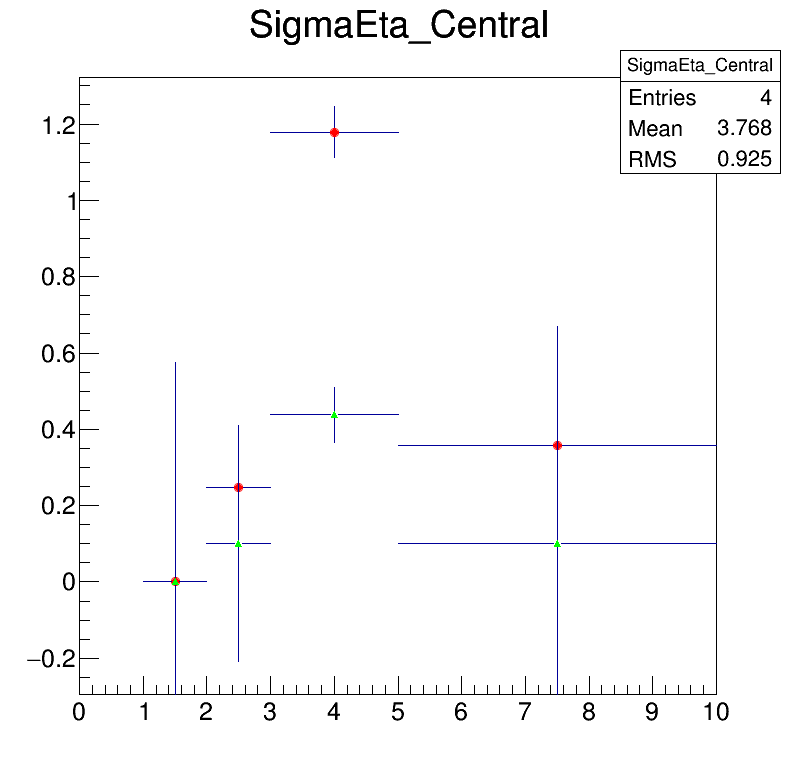 SigmaEta_Central
SigmaEta_Central
Entries 4
Mean 3.768
RMS 0.925
1.2
1
0.8
0.6
0.4
0.2
0
−0.2
0 1 2 3 4 5 6 7 8 9 10